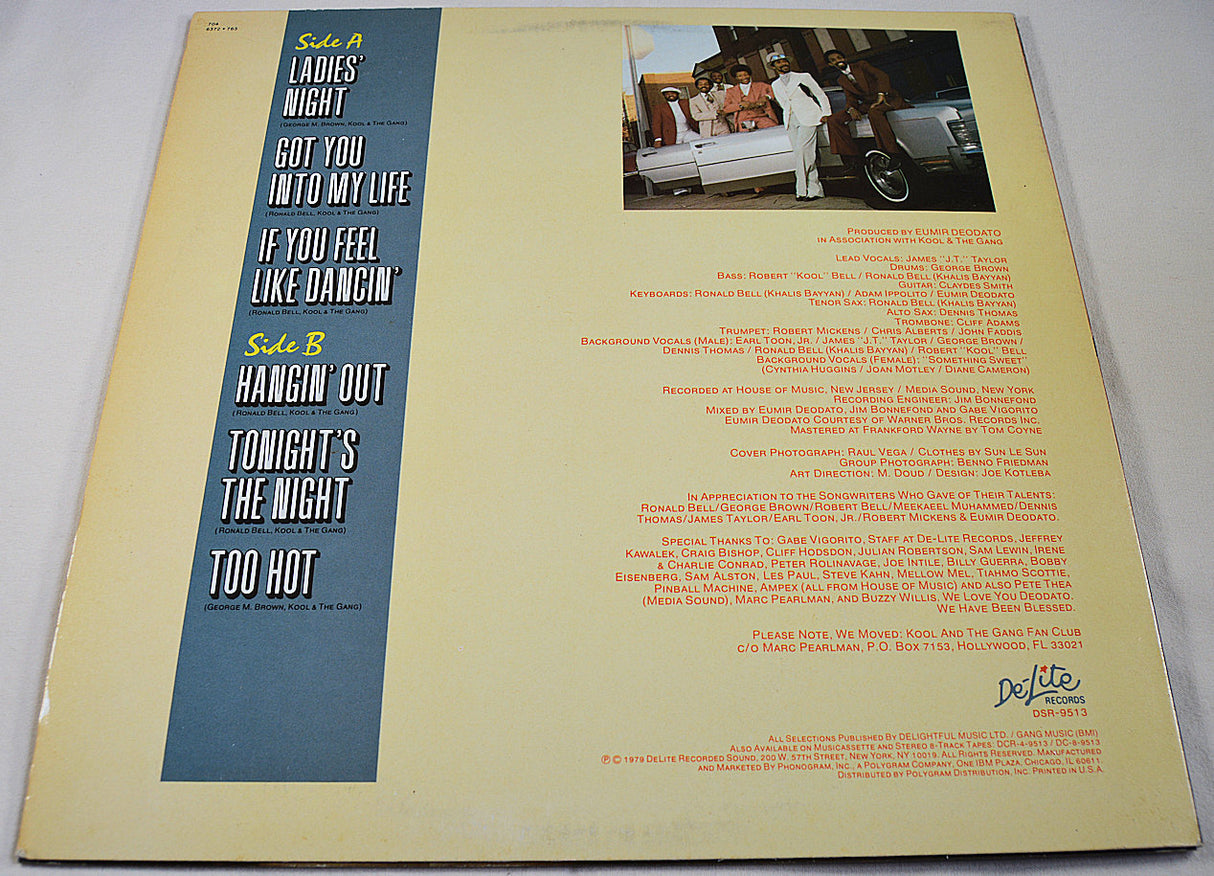 704
6372 • 763
Side A
LADIES'
NIGHT
(GEORGE M. BROWN, KOOL & THE GANG)
GOT YOU
INTO MY LIFE
(RONALD BELL, KOOL & THE GANG)
IF YOU FEEL
LIKE DANCIN'
(RONALD BELL, KOOL & THE GANG)
Side B
HANGIN' OUT
(RONALD BELL, KOOL & THE GANG)
TONIGHT'S
THE NIGHT
(RONALD BELL, KOOL & THE GANG)
TOO HOT
(GEORGE M. BROWN, KOOL & THE GANG)
PRODUCED BY EUMIR DEODATO
IN ASSOCIATION WITH KOOL & THE GANG
LEAD VOCALS: JAMES "J.T." TAYLOR
DRUMS: GEORGE BROWN
BASS: ROBERT "KOOL" BELL / RONALD BELL (KHALIS BAYYAN)
GUITAR: CLAYDES SMITH
KEYBOARDS: RONALD BELL (KHALIS BAYYAN) / ADAM IPPOLITO / EUMIR DEODATO
TENOR SAX: RONALD BELL (KHALIS BAYYAN)
ALTO SAX: DENNIS THOMAS
TROMBONE: CLIFF ADAMS
TRUMPET: ROBERT MICKENS / CHRIS ALBERTS / JOHN FADDIS
BACKGROUND VOCALS (MALE): EARL TOON, JR. / JAMES "J.T." TAYLOR / GEORGE BROWN /
DENNIS THOMAS / RONALD BELL (KHALIS BAYYAN) / ROBERT "KOOL" BELL
BACKGROUND VOCALS (FEMALE): "SOMETHING SWEET"
(CYNTHIA HUGGINS / JOAN MOTLEY / DIANE CAMERON)
RECORDED AT HOUSE OF MUSIC, NEW JERSEY / MEDIA SOUND, NEW YORK
RECORDING ENGINEER: JIM BONNEFOND
MIXED BY EUMIR DEODATO, JIM BONNEFOND AND GABE VIGORITO
EUMIR DEODATO COURTESY OF WARNER BROS. RECORDS INC.
MASTERED AT FRANKFORD WAYNE BY TOM COYNE
COVER PHOTOGRAPH: RAUL VEGA / CLOTHES BY SUN LE SUN
GROUP PHOTOGRAPH: BENNO FRIEDMAN
ART DIRECTION: M. DOUD / DESIGN: JOE KOTLEBA
IN APPRECIATION TO THE SONGWRITERS WHO GAVE OF THEIR TALENTS:
RONALD BELL/GEORGE BROWN/ROBERT BELL/MEEKAEEL MUHAMMED/DENNIS
THOMAS/JAMES TAYLOR/EARL TOON, JR./ROBERT MICKENS & EUMIR DEODATO.
SPECIAL THANKS TO: GABE VIGORITO, STAFF AT DE-LITE RECORDS, JEFFREY
KAWALEK, CRAIG BISHOP, CLIFF HODSDON, JULIAN ROBERTSON, SAM LEWIN, IRENE
& CHARLIE CONRAD, PETER ROLINAVAGE, JOE INTILE, BILLY GUERRA, BOBBY
EISENBERG, SAM ALSTON, LES PAUL, STEVE KAHN, MELLOW MEL, TIAHMO SCOTTIE,
PINBALL MACHINE, AMPEX (ALL FROM HOUSE OF MUSIC) AND ALSO PETE THEA
(MEDIA SOUND), MARC PEARLMAN, AND BUZZY WILLIS. WE LOVE YOU DEODATO.
WE HAVE BEEN BLESSED.
PLEASE NOTE, WE MOVED: KOOL AND THE GANG FAN CLUB
C/O MARC PEARLMAN, P.O. BOX 7153, HOLLYWOOD, FL 33021
De-Lite
RECORDS
DSR-9513
ALL SELECTIONS PUBLISHED BY DELIGHTFUL MUSIC LTD. / GANG MUSIC (BMI)
ALSO AVAILABLE ON MUSICASSETTE AND STEREO 8-TRACK TAPES: DCR-4-9513 / DC-8-9513
℗ © 1979 DELITE RECORDED SOUND, 200 W. 57TH STREET, NEW YORK, NY 10019. ALL RIGHTS RESERVED. MANUFACTURED
AND MARKETED BY PHONOGRAM, INC., A POLYGRAM COMPANY, ONE IBM PLAZA, CHICAGO, IL 60611.
DISTRIBUTED BY POLYGRAM DISTRIBUTION, INC. PRINTED IN U.S.A.